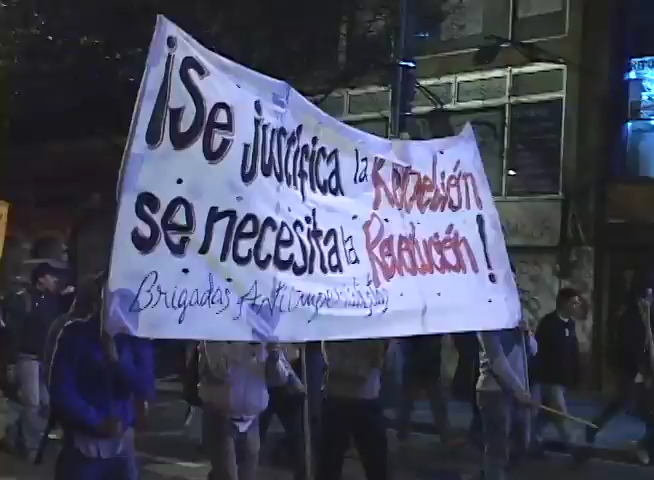 ¡Se justifica la Rebelión
se necesita la Revolución!
Brigadas Antiimperialistas